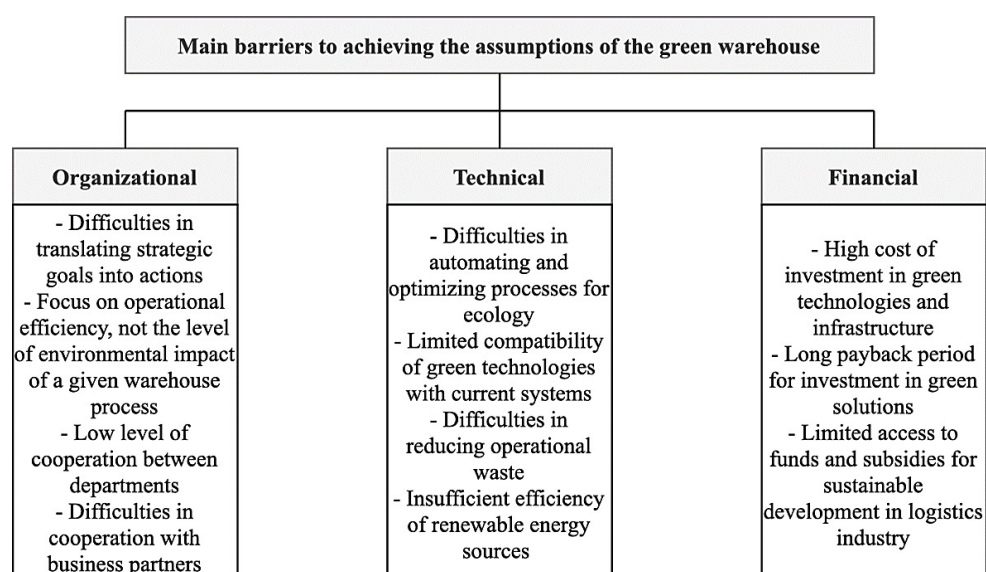 Main barriers to achieving the assumptions of the green warehouse
Organizational
- Difficulties in
translating strategic
goals into actions
- Focus on operational
efficiency, not the level
of environmental impact
of a given warehouse
process
- Low level of
cooperation between
departments
- Difficulties in
cooperation with
business partners
Technical
- Difficulties in
automating and
optimizing processes for
ecology
- Limited compatibility
of green technologies
with current systems
- Difficulties in
reducing operational
waste
- Insufficient efficiency
of renewable energy
sources
Financial
- High cost of
investment in green
technologies and
infrastructure
- Long payback period
for investment in green
solutions
- Limited access to
funds and subsidies for
sustainable
development in logistics
industry